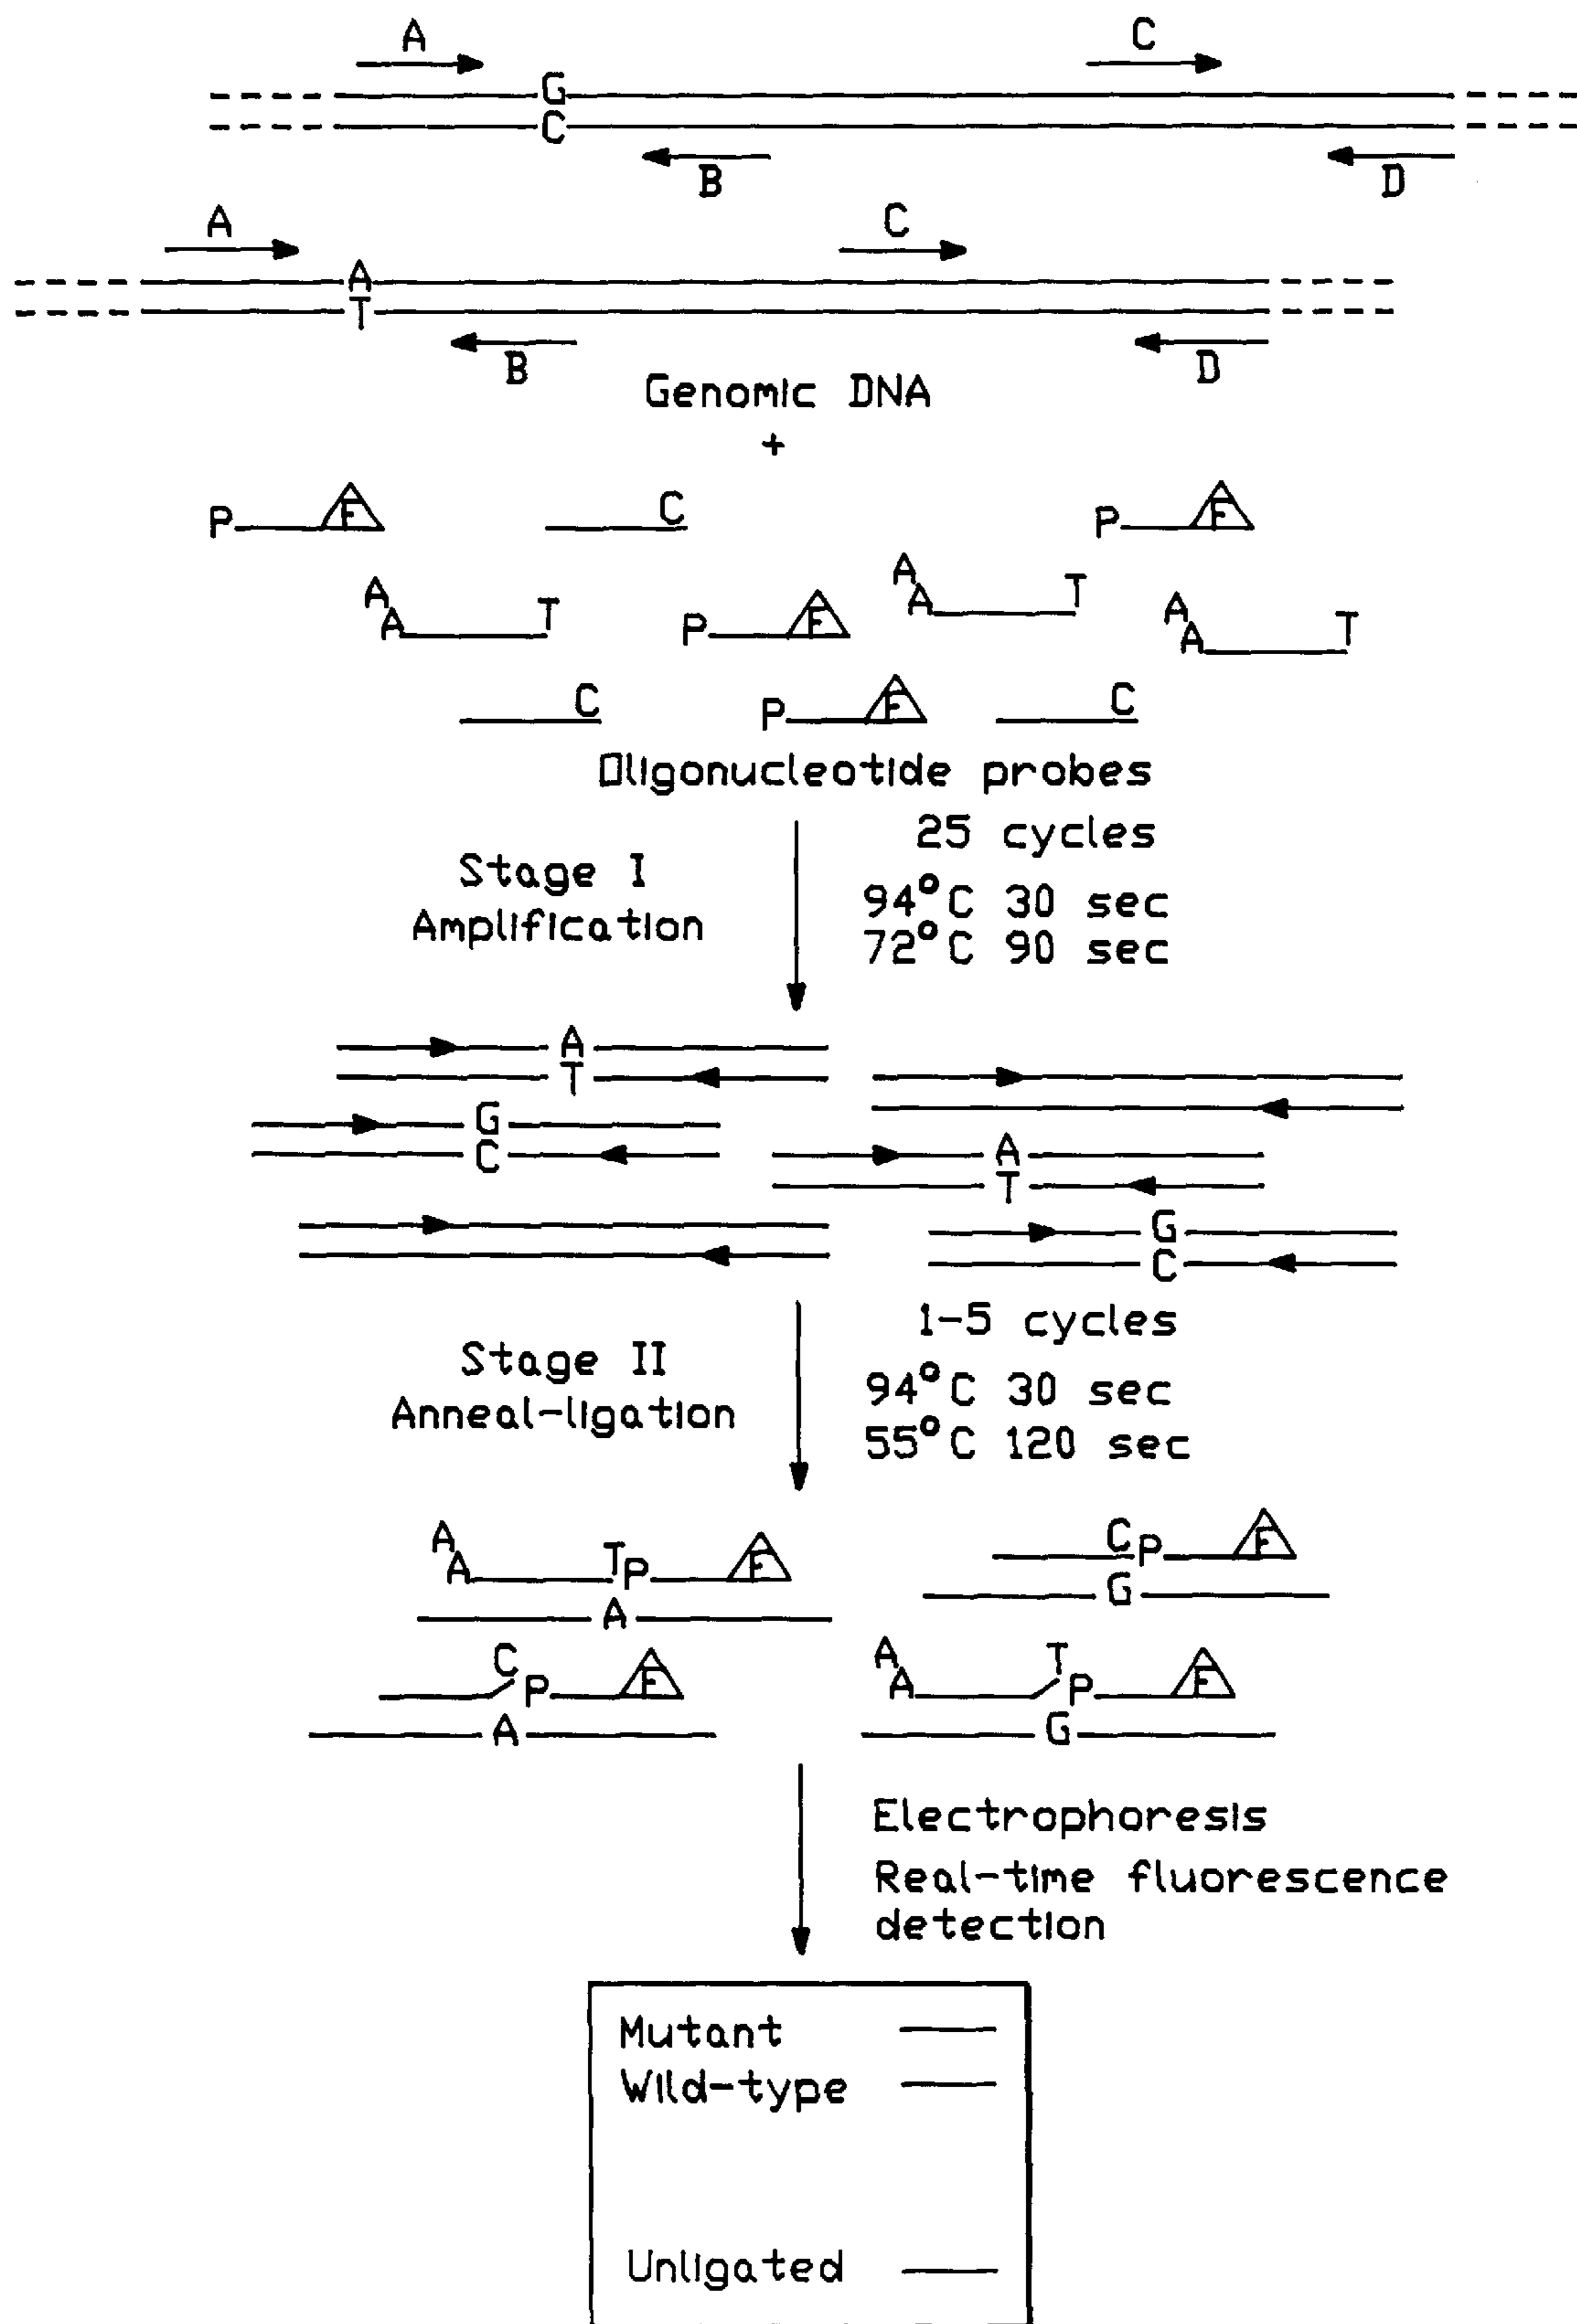 A C
G
C
B D
A C
A
T
B D
Genomic DNA
+
P F C P F
A A T P F A A T A A T
C P F C
Oligonucleotide probes
25 cycles
Stage I
Amplification
94°C 30 sec
72°C 90 sec
A
T
G
C
A
T
G
C
1-5 cycles
Stage II
Anneal-ligation
94°C 30 sec
55°C 120 sec
A A T P F
A
C P F
G
C P F
A
A A T P F
G
Electrophoresis
Real-time fluorescence
detection
Mutant
Wild-type
Unligated